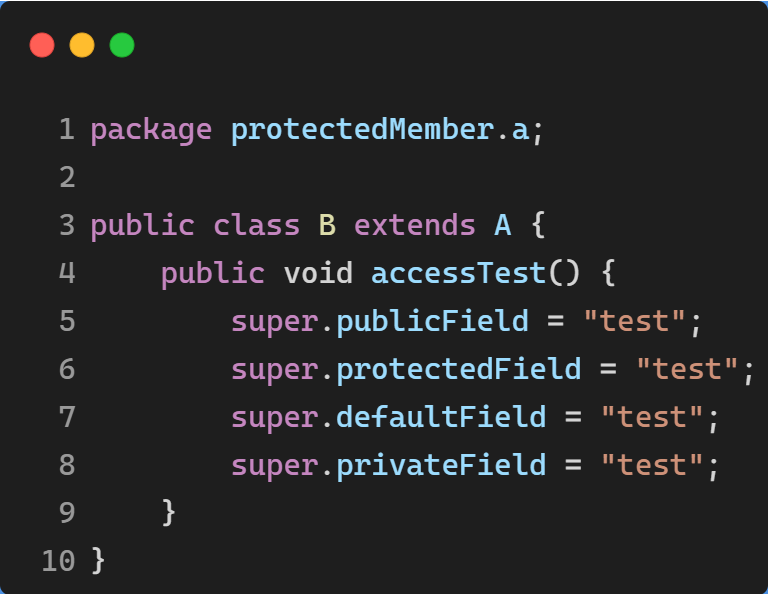 1 package protectedMember.a;
2
3 public class B extends A {
4     public void accessTest() {
5         super.publicField = "test";
6         super.protectedField = "test";
7         super.defaultField = "test";
8         super.privateField = "test";
9     }
10 }